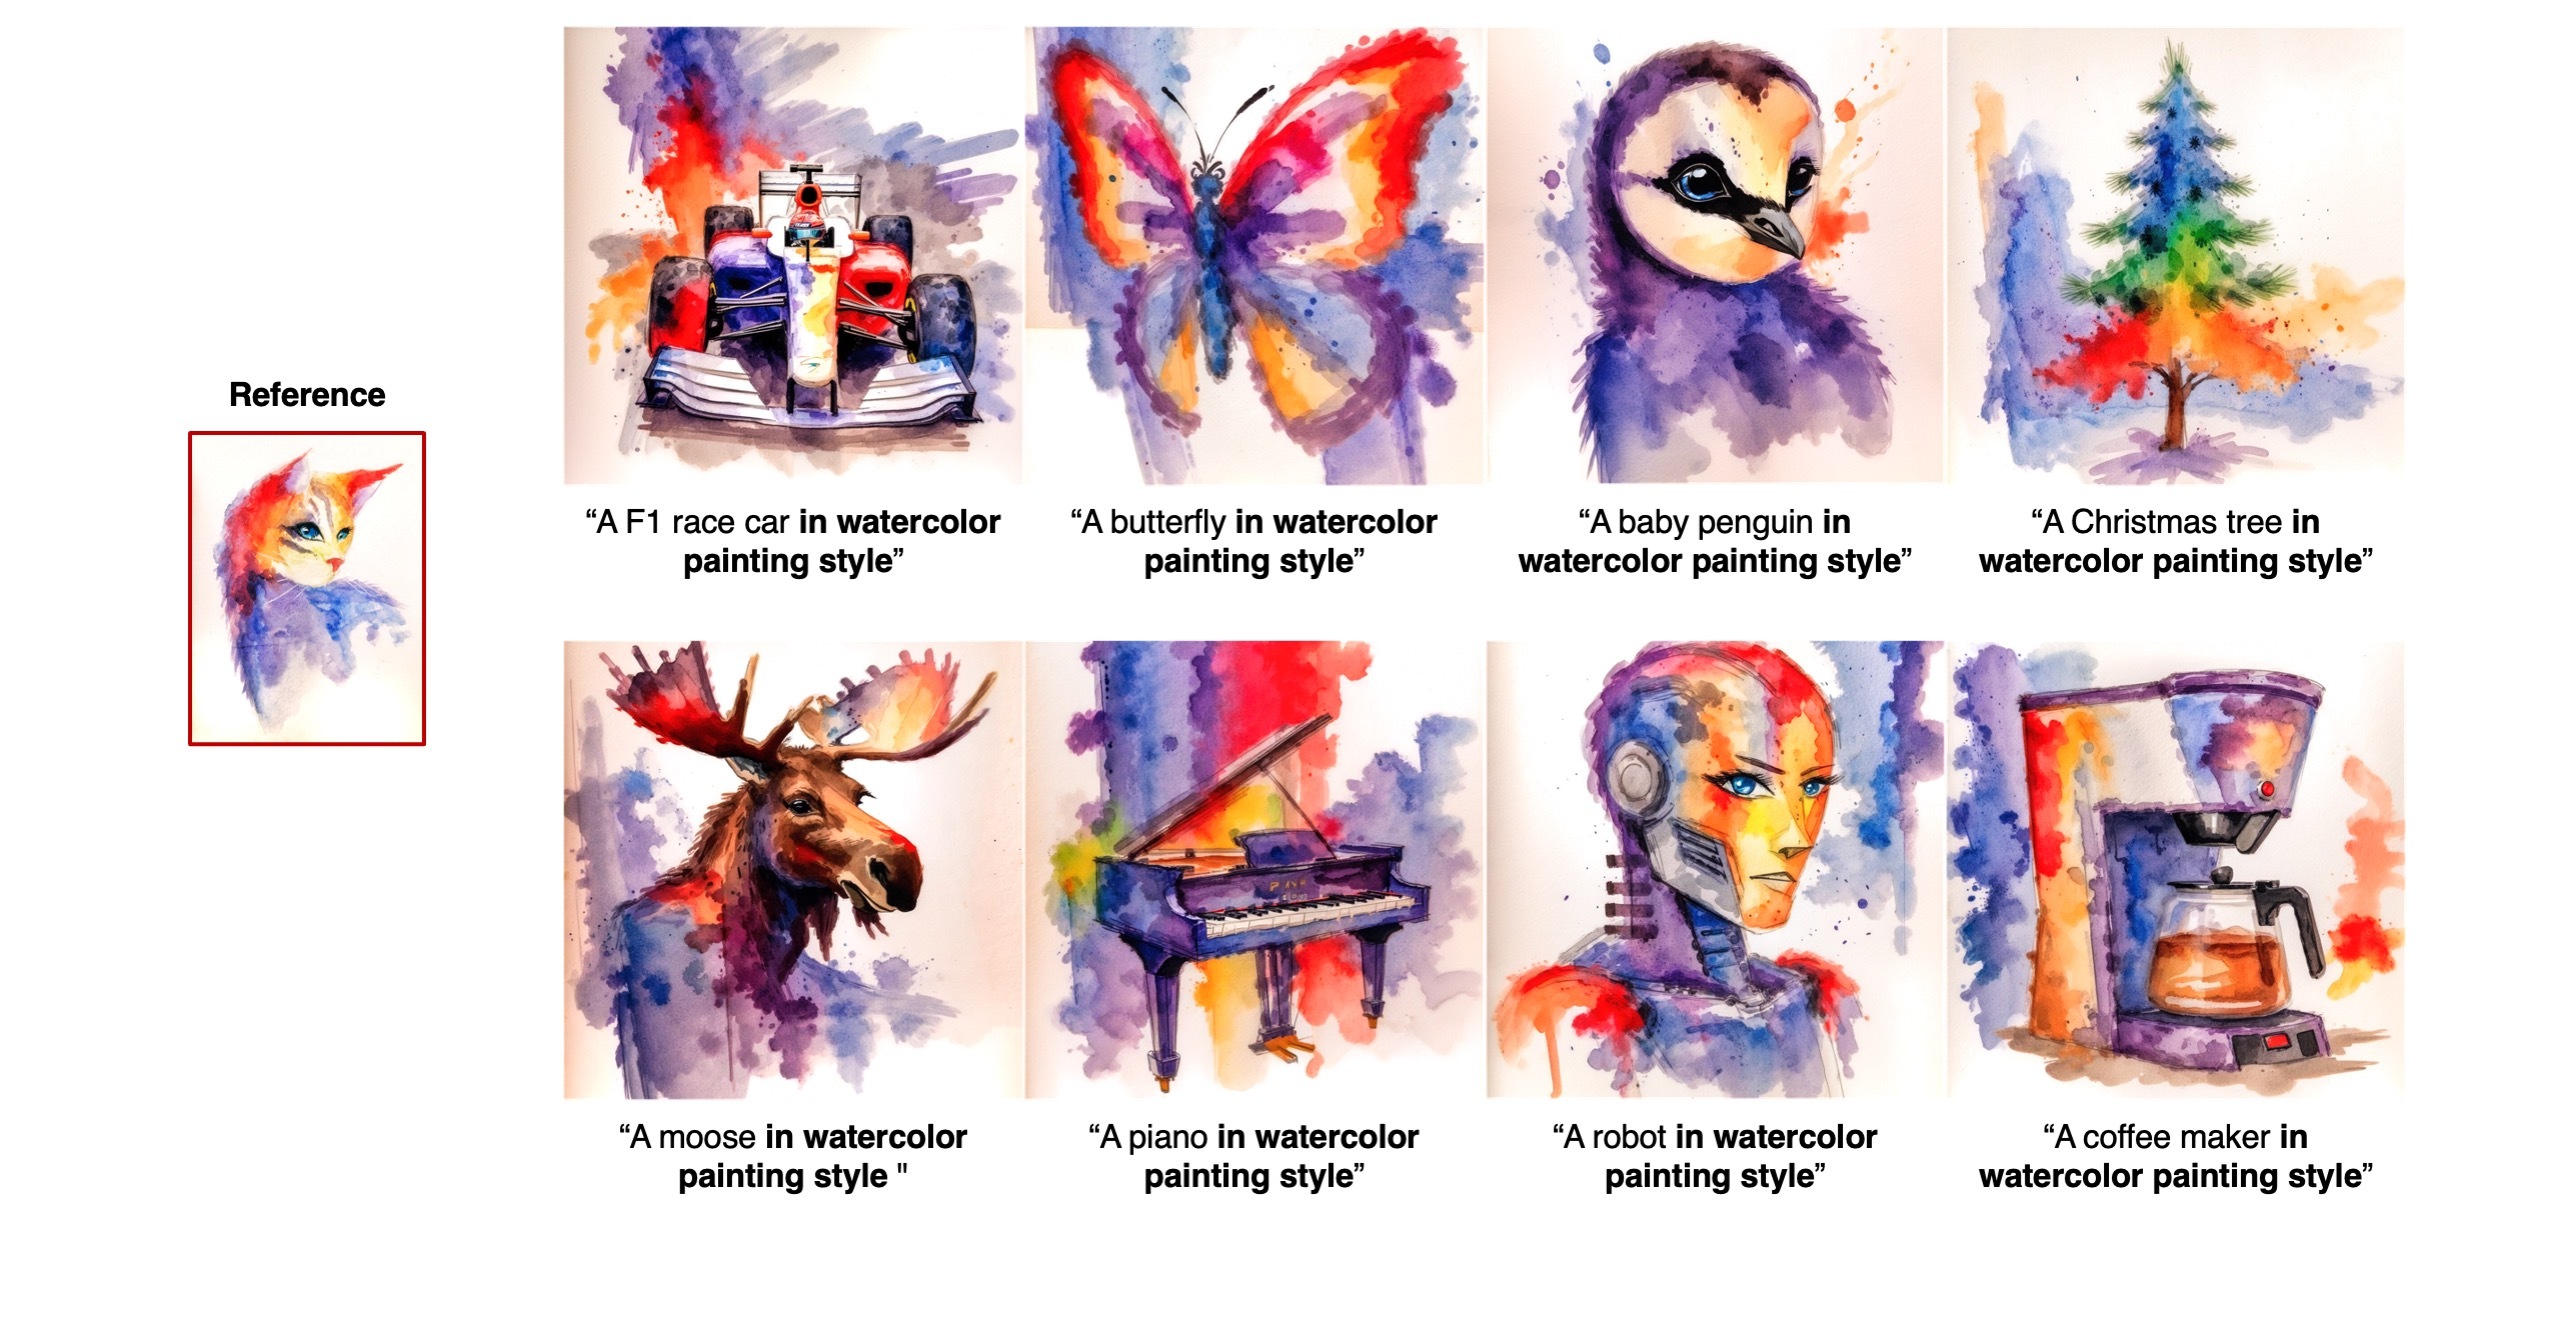 Reference
“A F1 race car in watercolor
painting style”
“A butterfly in watercolor
painting style”
“A baby penguin in
watercolor painting style”
“A Christmas tree in
watercolor painting style”
“A moose in watercolor
painting style "
“A piano in watercolor
painting style”
“A robot in watercolor
painting style”
“A coffee maker in
watercolor painting style”